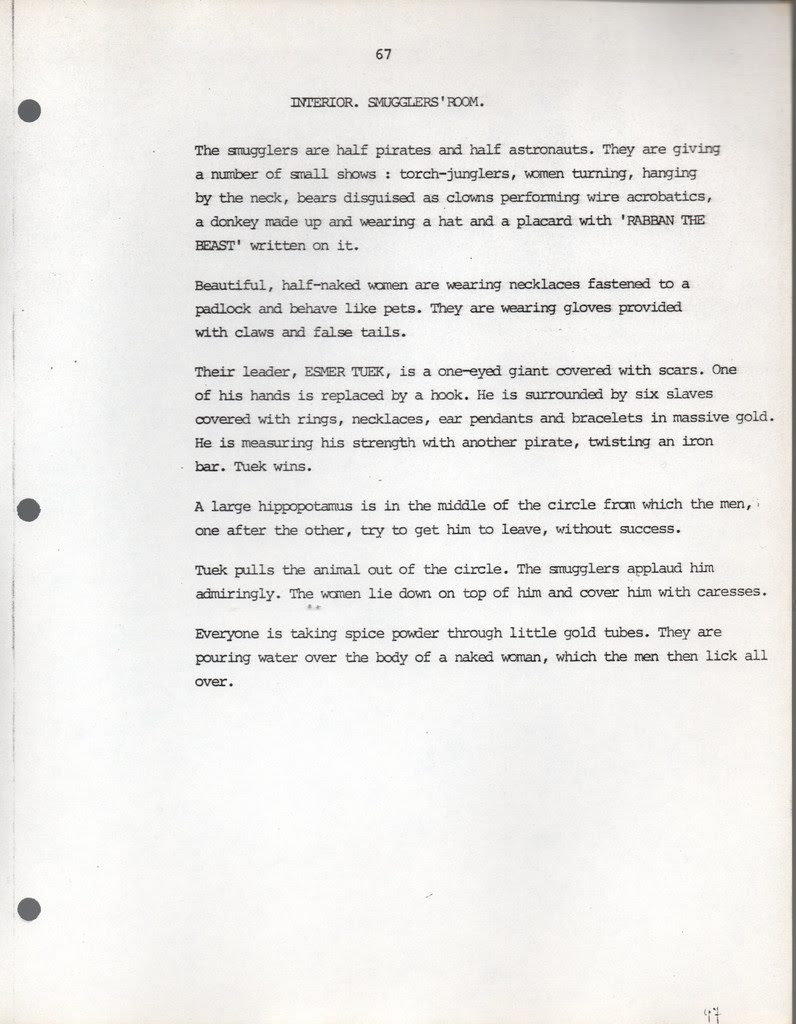 67
INTERIOR. SMUGGLERS'ROOM.
The smugglers are half pirates and half astronauts. They are giving
a number of small shows : torch-junglers, women turning, hanging
by the neck, bears disguised as clowns performing wire acrobatics,
a donkey made up and wearing a hat and a placard with 'RABBAN THE
BEAST' written on it.
Beautiful, half-naked women are wearing necklaces fastened to a
padlock and behave like pets. They are wearing gloves provided
with claws and false tails.
Their leader, ESMER TUEK, is a one-eyed giant covered with scars. One
of his hands is replaced by a hook. He is surrounded by six slaves
covered with rings, necklaces, ear pendants and bracelets in massive gold.
He is measuring his strength with another pirate, twisting an iron
bar. Tuek wins.
A large hippopotamus is in the middle of the circle from which the men,
one after the other, try to get him to leave, without success.
Tuek pulls the animal out of the circle. The smugglers applaud him
admiringly. The women lie down on top of him and cover him with caresses.
Everyone is taking spice powder through little gold tubes. They are
pouring water over the body of a naked woman, which the men then lick all
over.